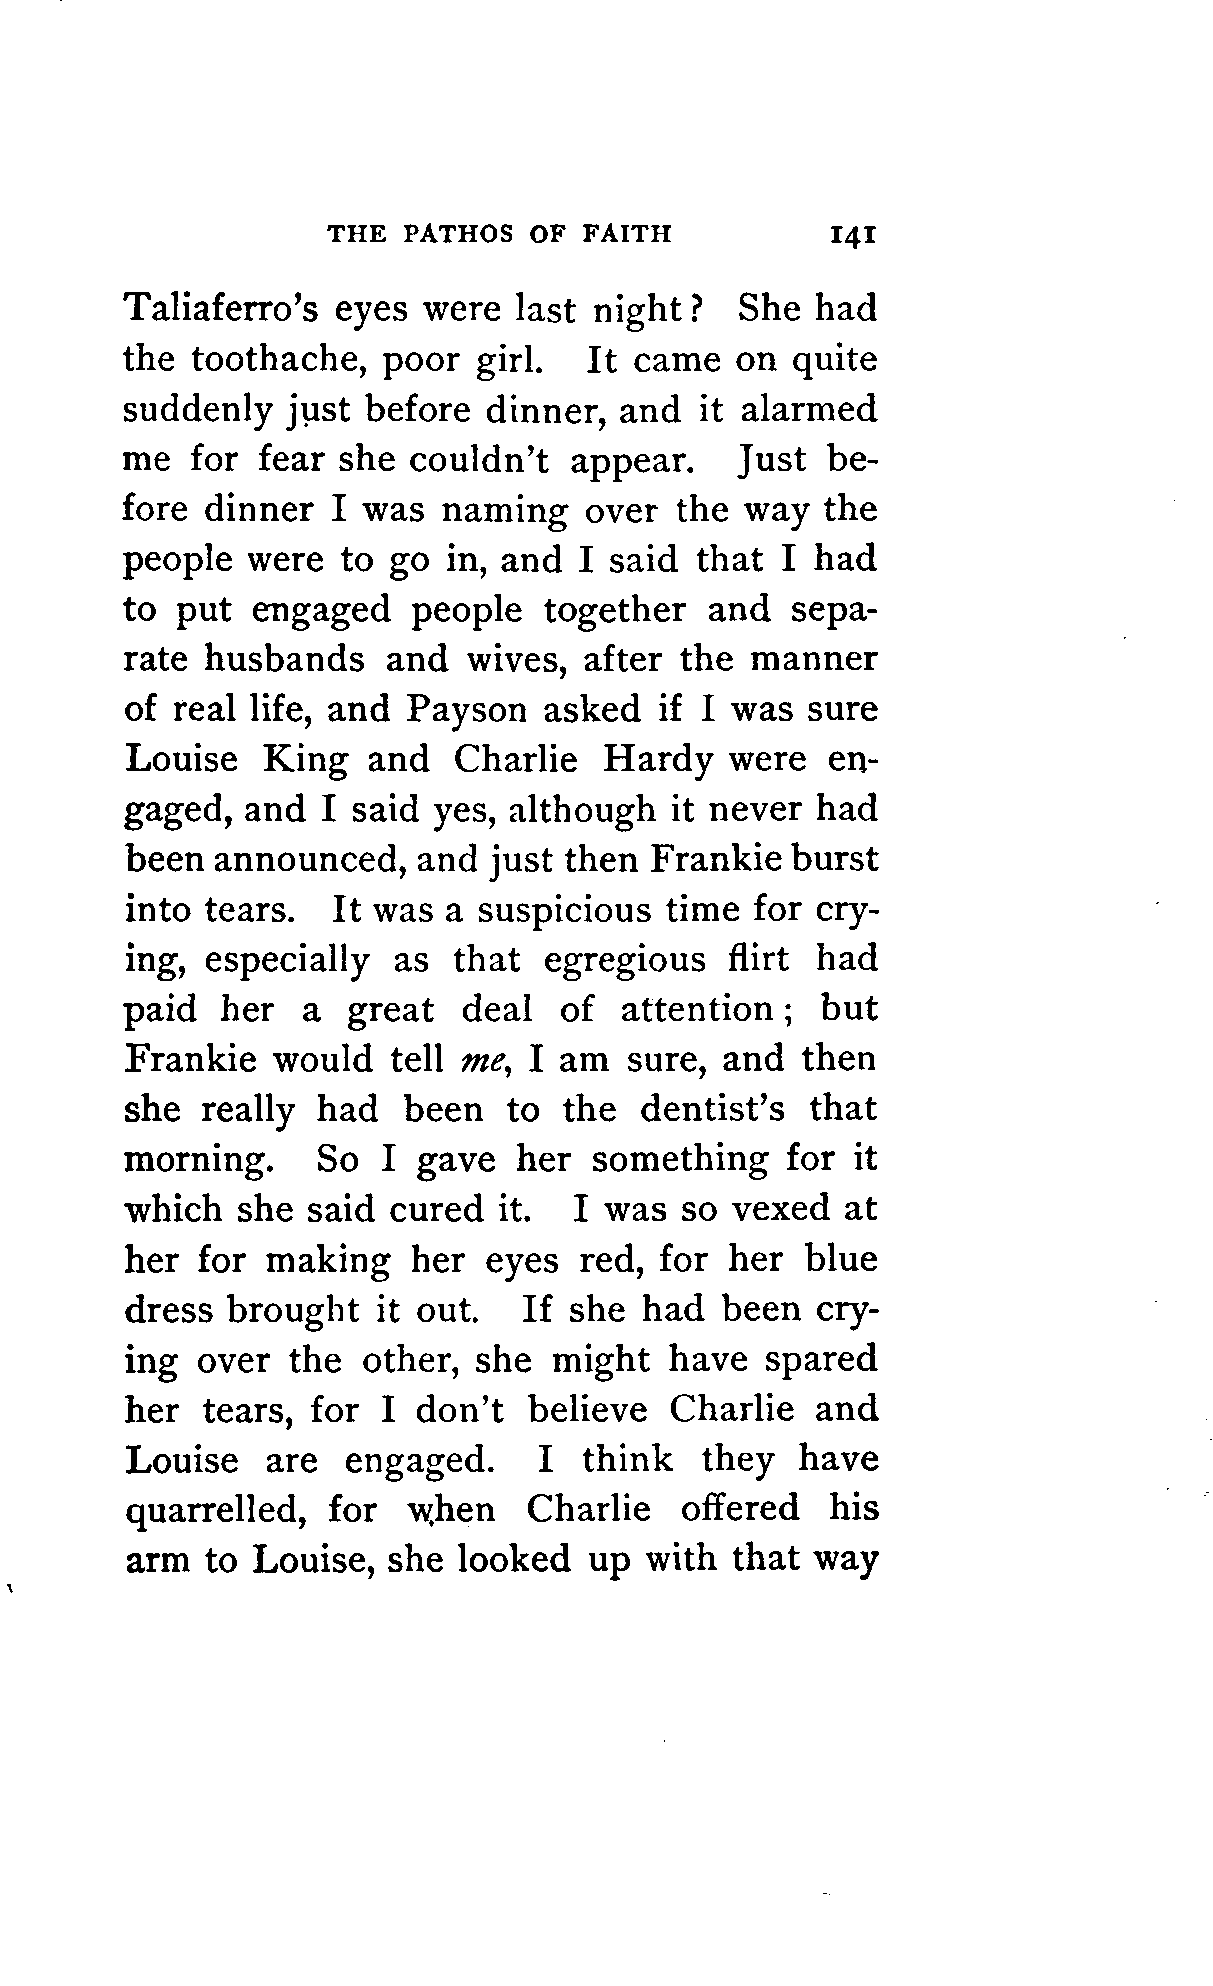 THE PATHOS OF FAITH 141
Taliaferro's eyes were last night? She had
the toothache, poor girl. It came on quite
suddenly just before dinner, and it alarmed
me for fear she couldn't appear. Just be-
fore dinner I was naming over the way the
people were to go in, and I said that I had
to put engaged people together and sepa-
rate husbands and wives, after the manner
of real life, and Payson asked if I was sure
Louise King and Charlie Hardy were en-
gaged, and I said yes, although it never had
been announced, and just then Frankie burst
into tears. It was a suspicious time for cry-
ing, especially as that egregious flirt had
paid her a great deal of attention; but
Frankie would tell me, I am sure, and then
she really had been to the dentist's that
morning. So I gave her something for it
which she said cured it. I was so vexed at
her for making her eyes red, for her blue
dress brought it out. If she had been cry-
ing over the other, she might have spared
her tears, for I don't believe Charlie and
Louise are engaged. I think they have
quarrelled, for when Charlie offered his
arm to Louise, she looked up with that way